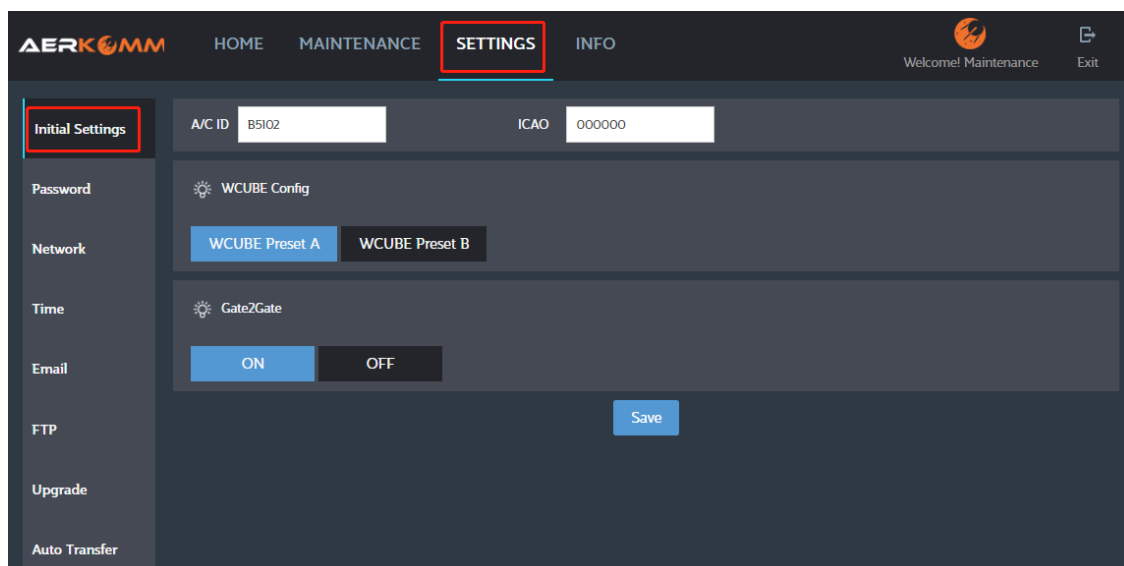 AERKOMM HOME MAINTENANCE SETTINGS INFO Welcome! Maintenance Exit
Initial Settings
A/C ID B5102 ICAO 000000
Password
WCUBE Config
Network
WCUBE Preset A WCUBE Preset B
Time
Gate2Gate
Email
ON OFF
FTP
Save
Upgrade
Auto Transfer